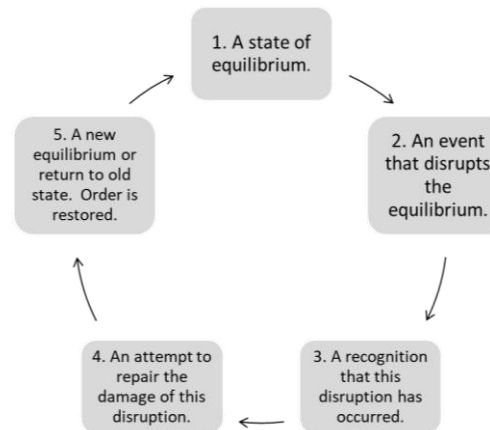 1. A state of
equilibrium.
2. An event
that disrupts
the
equilibrium.
3. A recognition
that this
disruption has
occurred.
4. An attempt to
repair the
damage of this
disruption.
5. A new
equilibrium or
return to old
state.  Order is
restored.